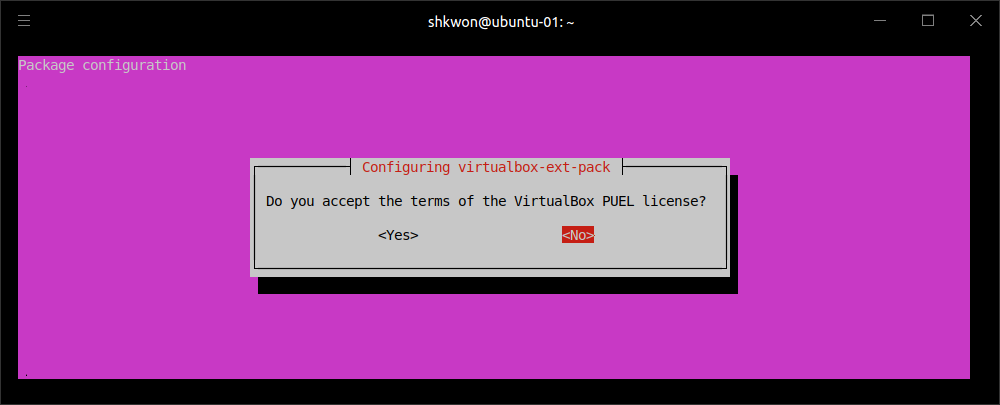 shkwon@ubuntu-01: ~
Package configuration
Configuring virtualbox-ext-pack
Do you accept the terms of the VirtualBox PUEL license?
<Yes> <No>